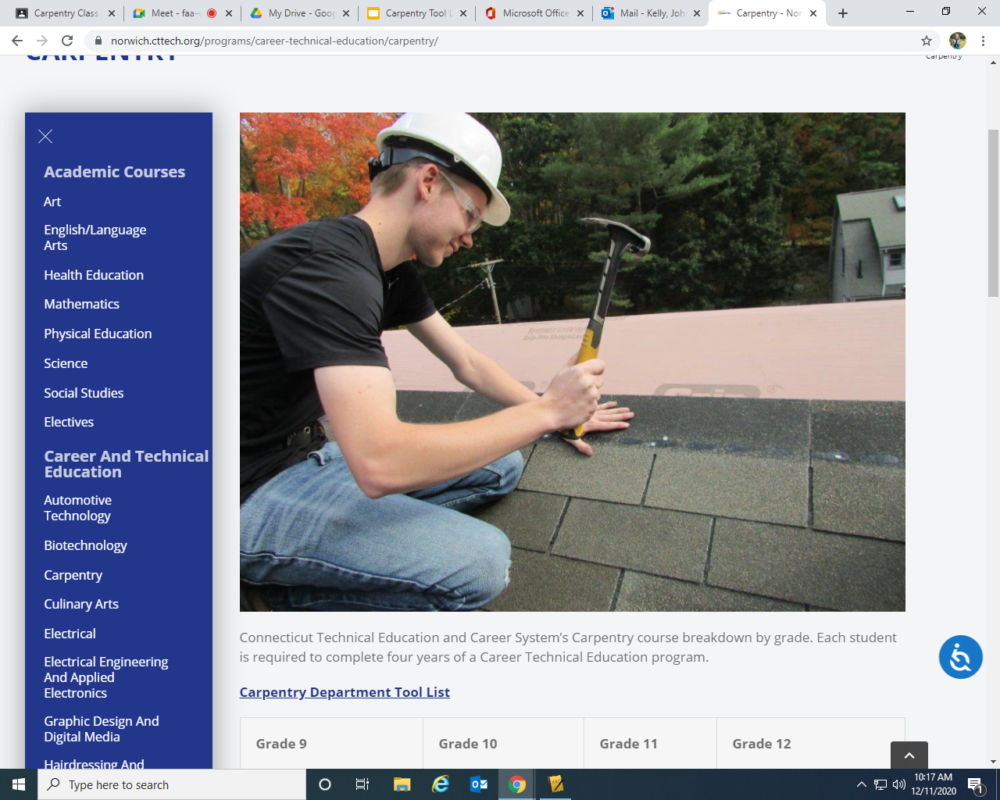 Carpentry Class
Meet - faa-
My Drive - Goog
Carpentry Tool L
Microsoft Office
Mail - Kelly, Joh
Carpentry - Nor
norwich.cttech.org/programs/career-technical-education/carpentry/
CARPENTRY
Carpentry
Academic Courses
Art
English/Language
Arts
Health Education
Mathematics
Physical Education
Science
Social Studies
Electives
Career And Technical
Education
Automotive
Technology
Biotechnology
Carpentry
Culinary Arts
Electrical
Electrical Engineering
And Applied
Electronics
Graphic Design And
Digital Media
Hairdressing And
Connecticut Technical Education and Career System's Carpentry course breakdown by grade. Each student
is required to complete four years of a Career Technical Education program.
Carpentry Department Tool List
Grade 9 Grade 10 Grade 11 Grade 12
Type here to search
10:17 AM
12/11/2020
1